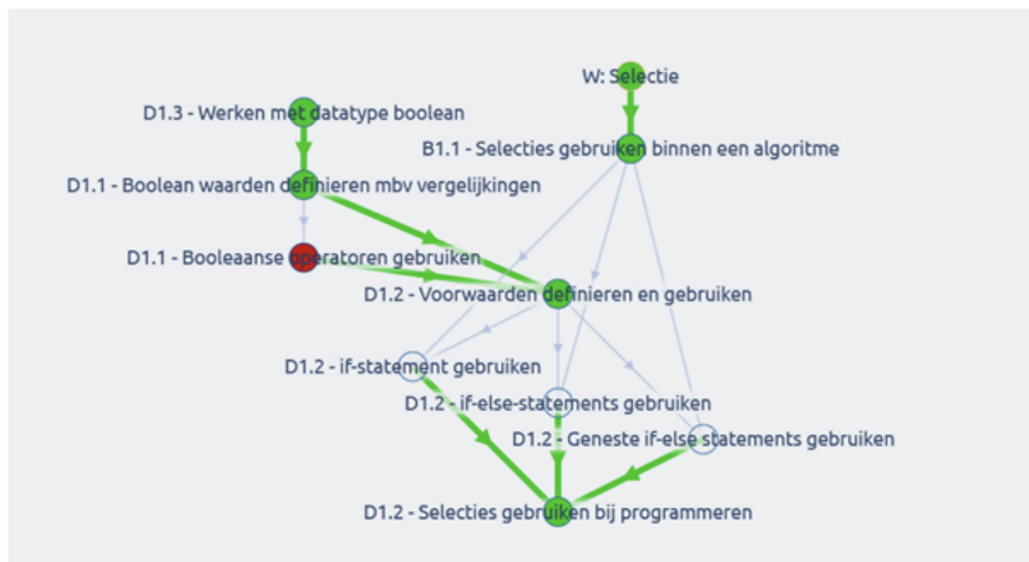 W: Selectie
D1.3 - Werken met datatype boolean
B1.1 - Selecties gebruiken binnen een algoritme
D1.1 - Boolean waarden definieren mbv vergelijkingen
D1.1 - Booleaanse operatoren gebruiken
D1.2 - Voorwaarden definieren en gebruiken
D1.2 - if-statement gebruiken
D1.2 - if-else-statements gebruiken
D1.2 - Geneste if-else statements gebruiken
D1.2 - Selecties gebruiken bij programmeren